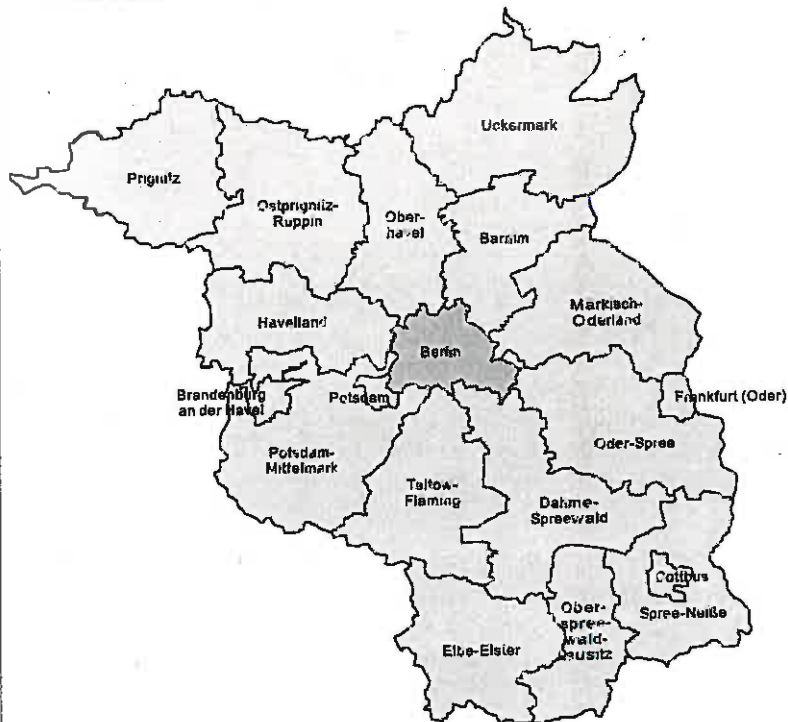 Uckermark
Prignitz
Ostprignitz-
Ruppin
Ober-
havel
Barnim
Märkisch-
Oderland
Havelland
Berlin
Brandenburg
an der Havel
Potsdam
Frankfurt (Oder)
Oder-Spree
Potsdam-
Mittelmark
Teltow-
Fläming
Dahme-
Spreewald
Cottbus
Spree-Neiße
Ober-
spree-
wald-
Lausitz
Elbe-Elster